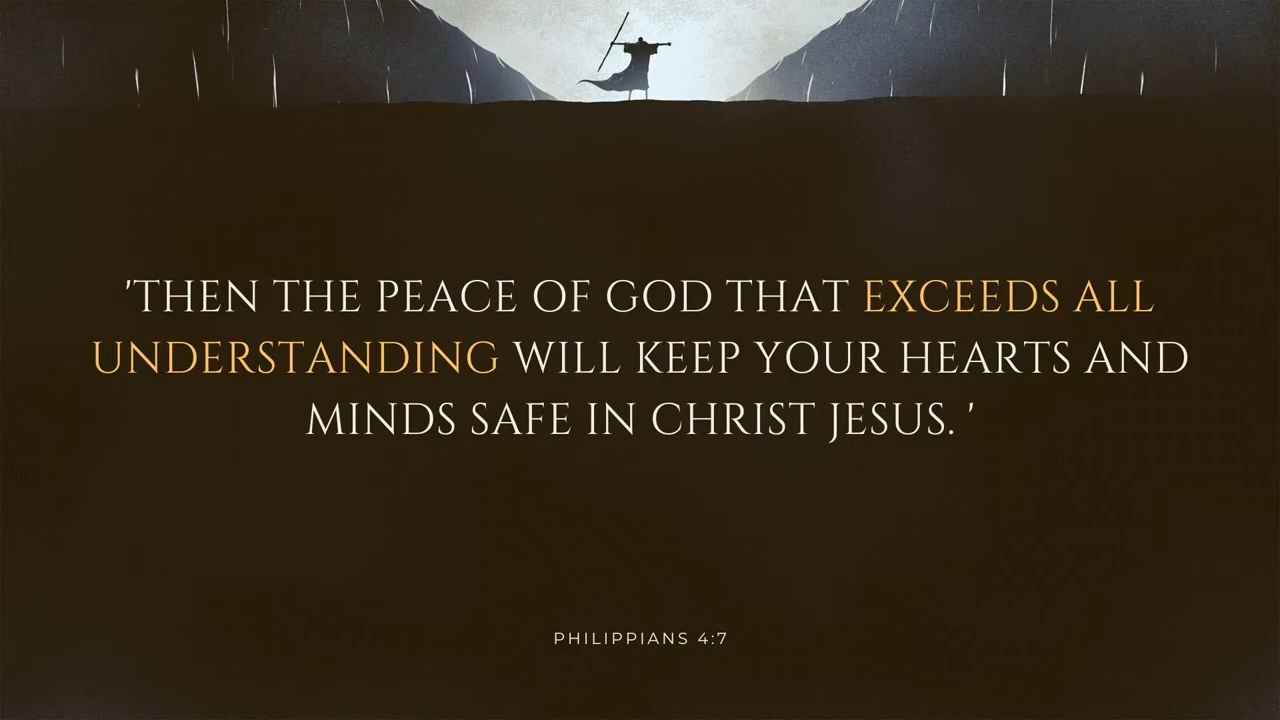 'THEN THE PEACE OF GOD THAT EXCEEDS ALL
UNDERSTANDING WILL KEEP YOUR HEARTS AND
MINDS SAFE IN CHRIST JESUS. '
PHILIPPIANS 4:7